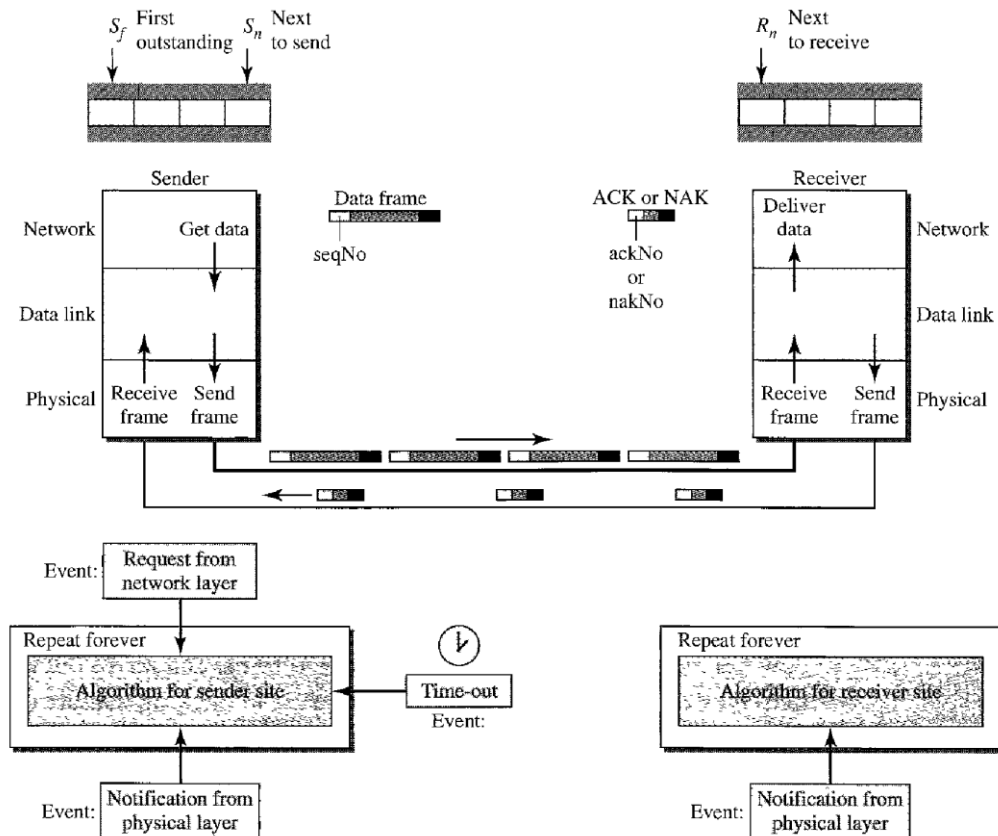 S_f First outstanding
S_n Next to send
R_n Next to receive
Sender
Data frame
ACK or NAK
Receiver
Network
Get data
seqNo
ackNo
or
nakNo
Deliver
data
Network
Data link
Data link
Physical
Receive
frame
Send
frame
Receive
frame
Send
frame
Physical
Event:
Request from
network layer
Repeat forever
Algorithm for sender site
Time-out
Event:
Event:
Notification from
physical layer
Repeat forever
Algorithm for receiver site
Event:
Notification from
physical layer